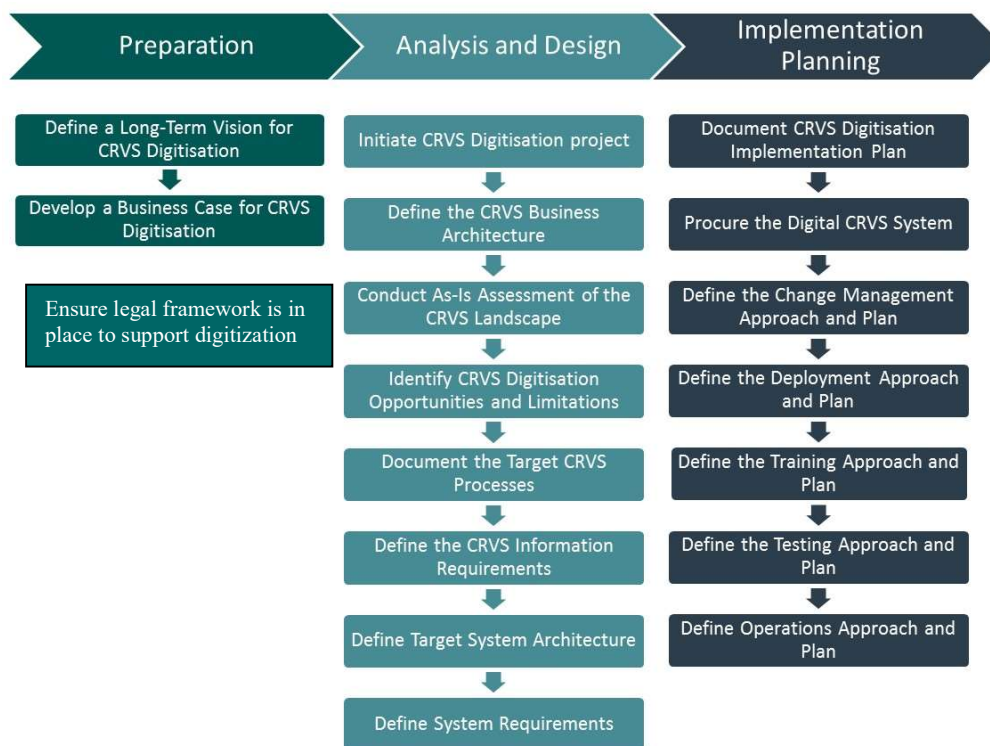 Preparation
Analysis and Design
Implementation
Planning
Define a Long-Term Vision for
CRVS Digitisation
Develop a Business Case for CRVS
Digitisation
Ensure legal framework is in
place to support digitization
Initiate CRVS Digitisation project
Define the CRVS Business
Architecture
Conduct As-Is Assessment of the
CRVS Landscape
Identify CRVS Digitisation
Opportunities and Limitations
Document the Target CRVS
Processes
Define the CRVS Information
Requirements
Define Target System Architecture
Define System Requirements
Document CRVS Digitisation
Implementation Plan
Procure the Digital CRVS System
Define the Change Management
Approach and Plan
Define the Deployment Approach
and Plan
Define the Training Approach and
Plan
Define the Testing Approach and
Plan
Define Operations Approach and
Plan